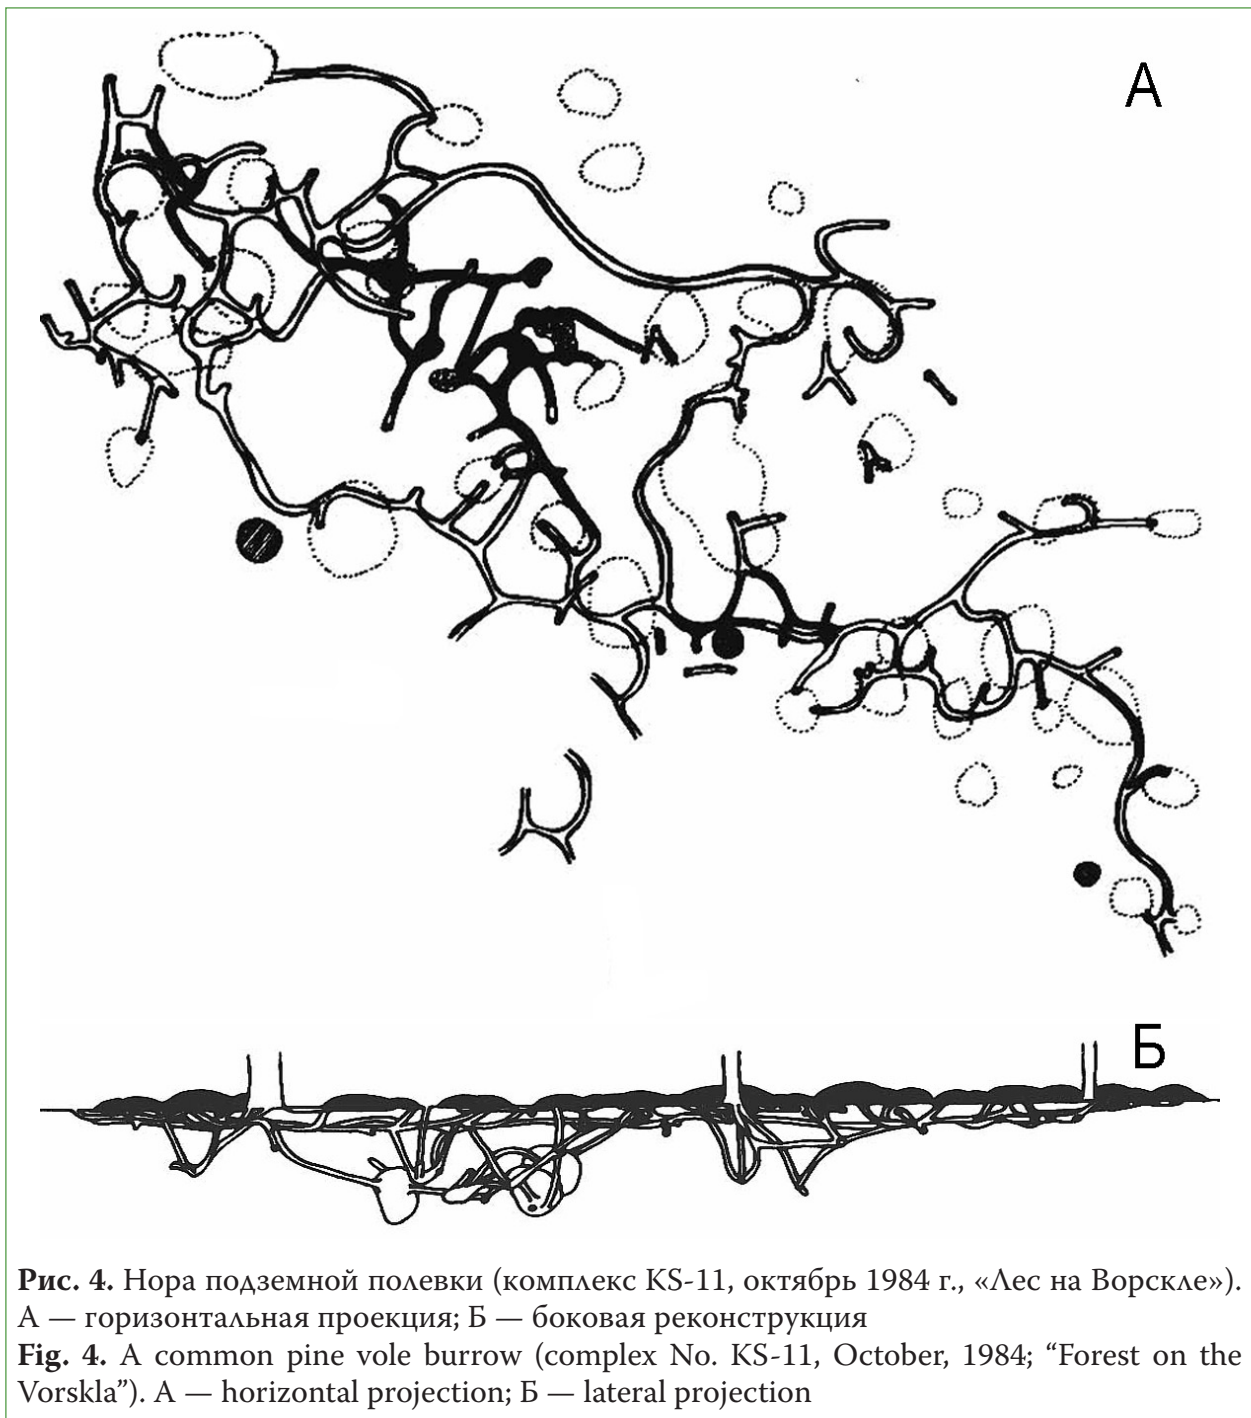 А
Б
Рис. 4. Нора подземной полевки (комплекс KS-11, октябрь 1984 г., «Лес на Ворскле»).
А — горизонтальная проекция; Б — боковая реконструкция
Fig. 4. A common pine vole burrow (complex No. KS-11, October, 1984; “Forest on the
Vorskla”). А — horizontal projection; Б — lateral projection